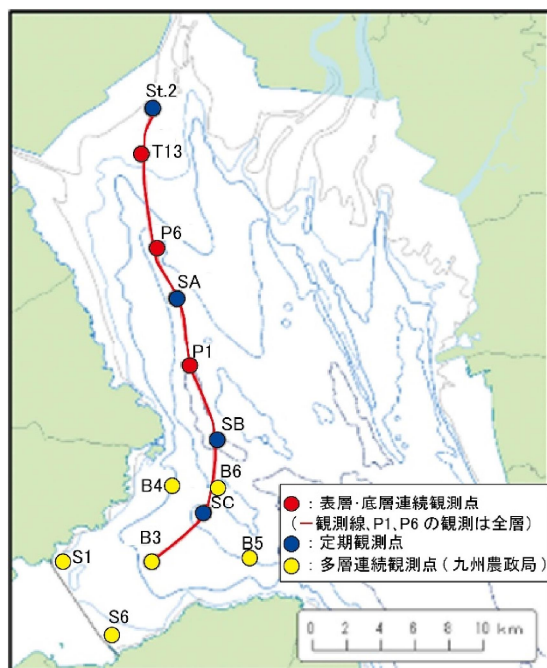 St.2
T13
P6
SA
P1
SB
B4
B6
SC
B3
B5
S1
S6
：表層・底層連続観測点
（ー観測線、P1、P6 の観測は全層）
：定期観測点
：多層連続観測点（九州農政局）
0 2 4 6 8 10
km